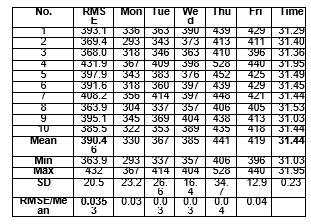 No. RMSE Mon Tue Wed Thu Fri Time
1 393.1 336 363 390 439 429 31.29
2 369.4 293 343 373 413 411 31.40
3 368.0 318 346 363 410 396 31.36
4 431.9 367 409 398 528 440 31.95
5 397.9 343 383 376 452 425 31.49
6 391.6 318 360 397 439 429 31.45
7 408.2 356 414 397 448 421 31.44
8 363.9 304 337 357 406 405 31.53
9 395.1 345 369 404 438 413 31.03
10 385.5 322 353 389 435 418 31.44
Mean 390.46 330 367 385 441 419 31.44
Min 363.9 293 337 357 406 396 31.03
Max 432 367 414 404 528 440 31.95
SD 20.5 23.2 26.6 16.4 34.7 12.9 0.23
RMSE/Mean 0.0353 0.03 0.03 0.03 0.04 0.04